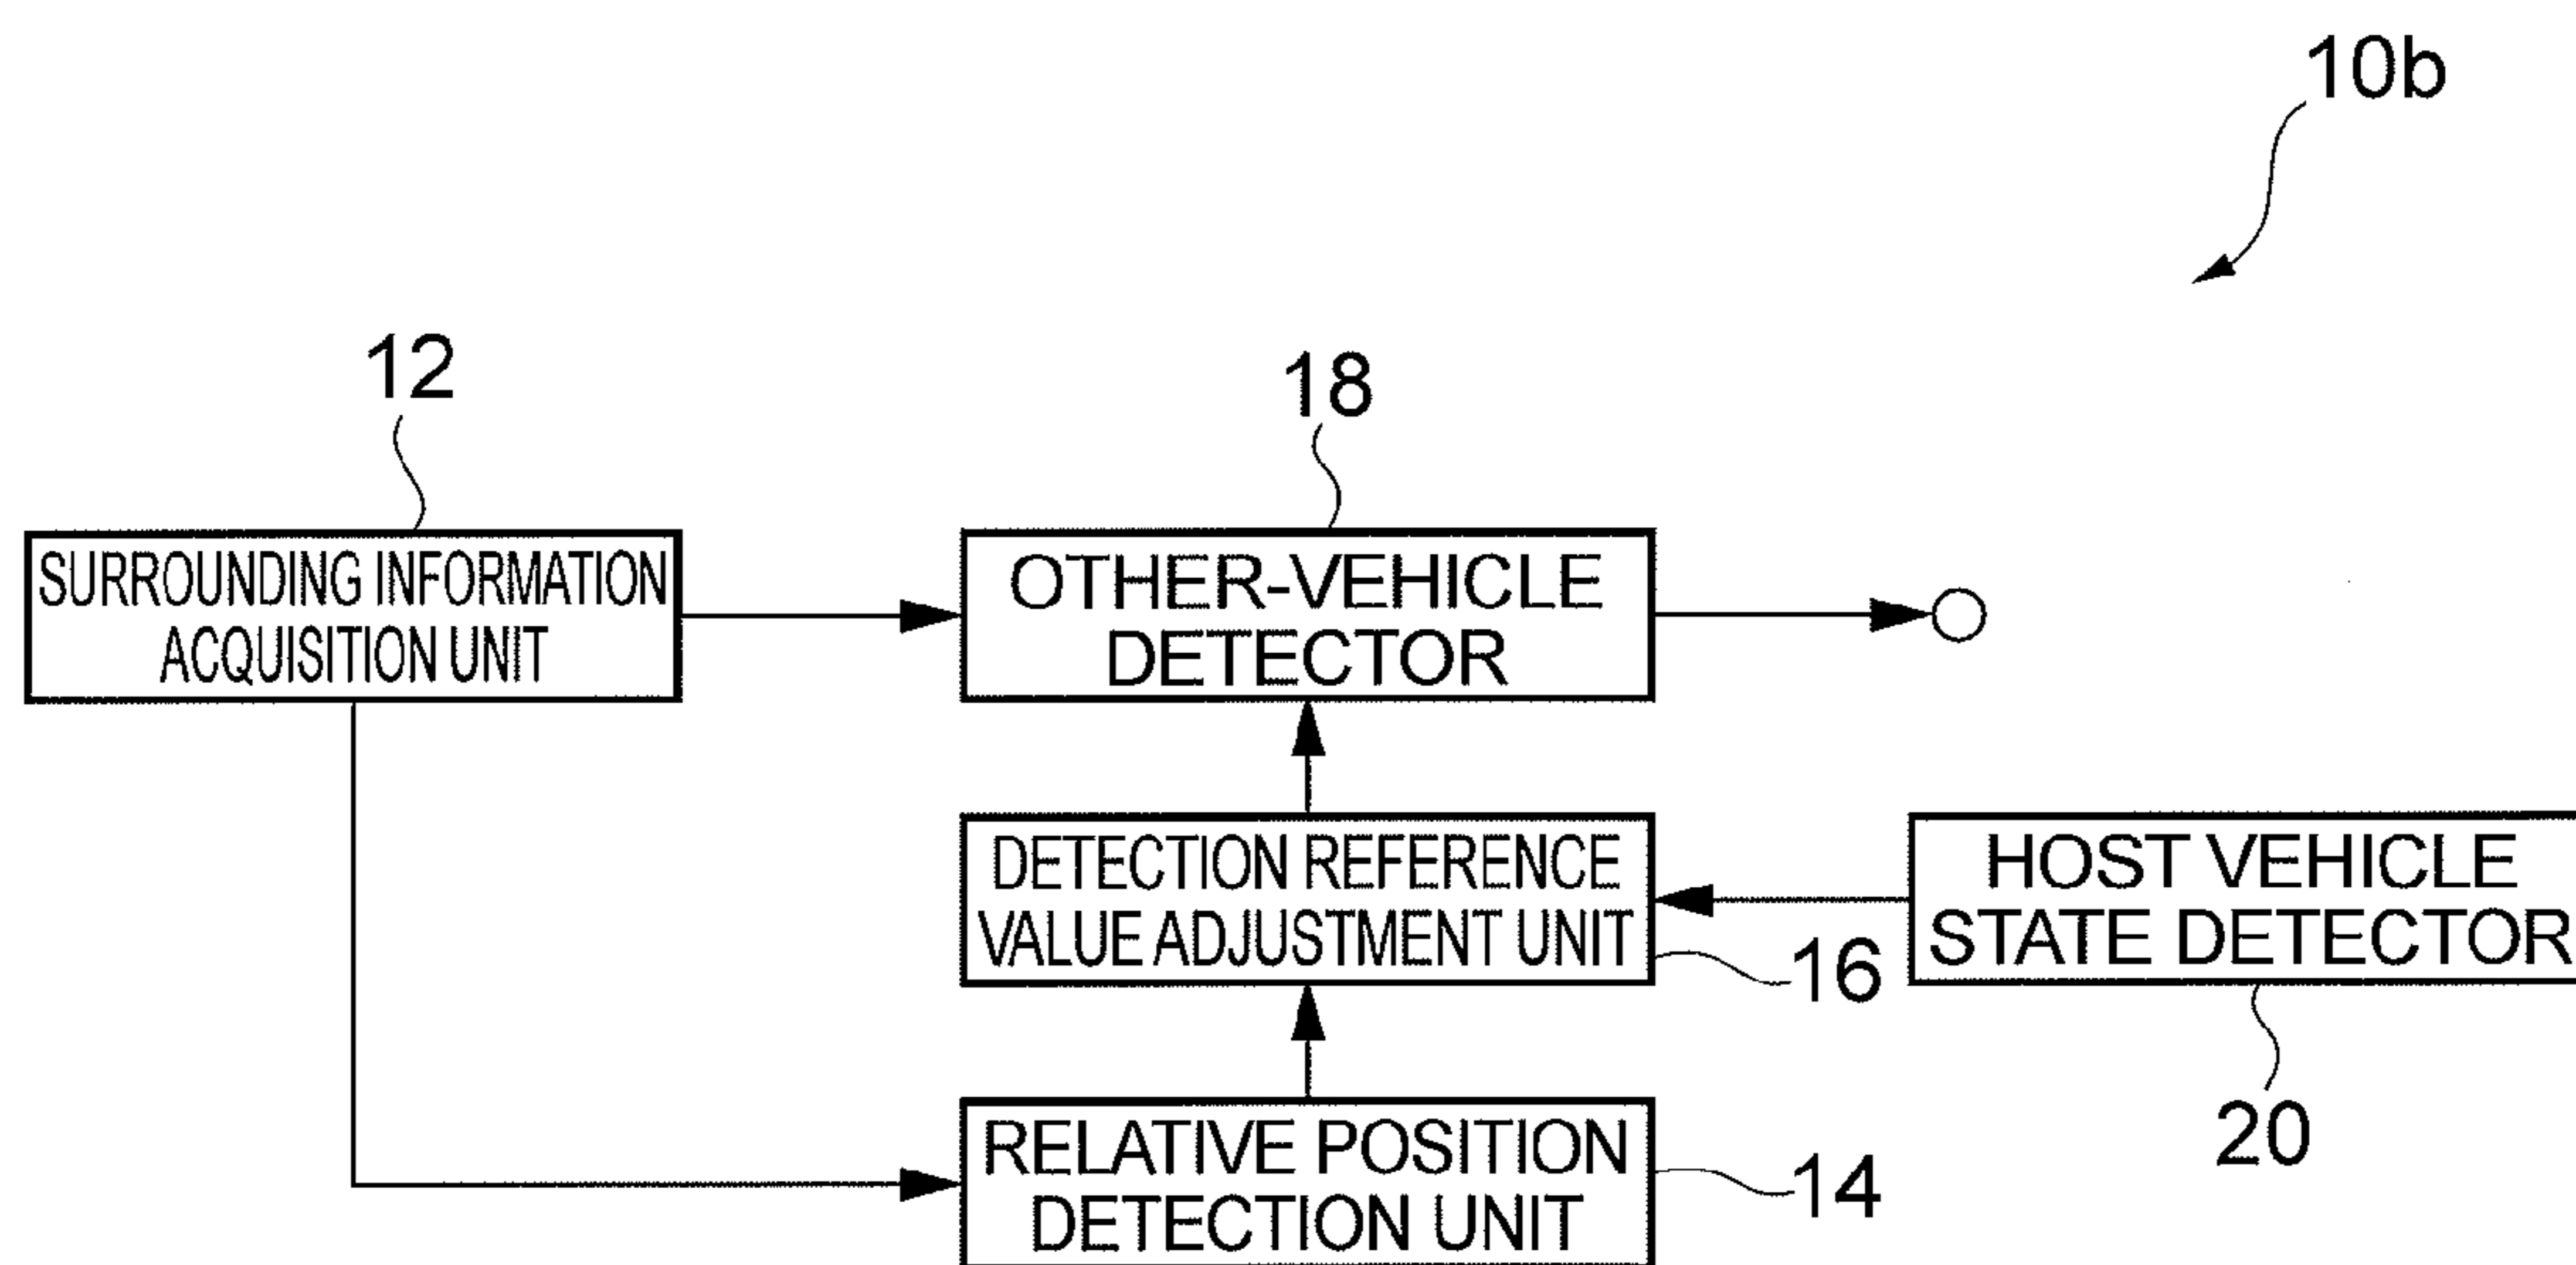 10b
12
18
SURROUNDING INFORMATION
ACQUISITION UNIT
OTHER-VEHICLE
DETECTOR
DETECTION REFERENCE
VALUE ADJUSTMENT UNIT
16
HOST VEHICLE
STATE DETECTOR
20
RELATIVE POSITION
DETECTION UNIT
14